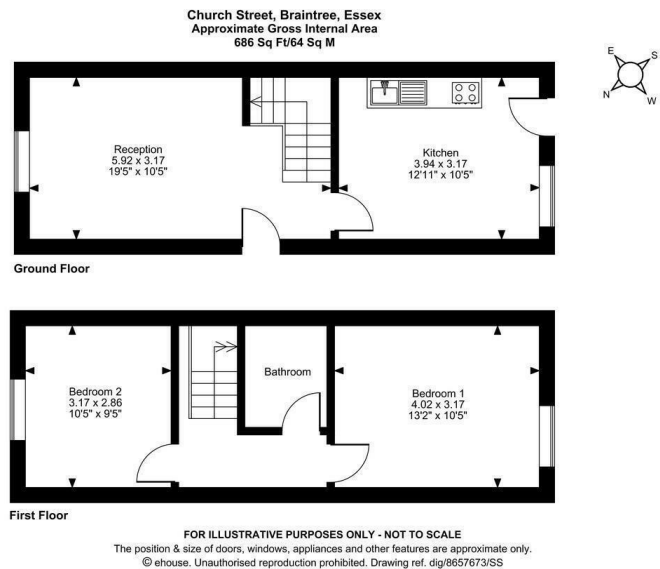 Church Street, Braintree, Essex
Approximate Gross Internal Area
686 Sq Ft/64 Sq M
E
S
N
W
Reception
5.92 x 3.17
19'5" x 10'5"
Kitchen
3.94 x 3.17
12'11" x 10'5"
Ground Floor
Bedroom 2
3.17 x 2.86
10'5" x 9'5"
Bathroom
Bedroom 1
4.02 x 3.17
13'2" x 10'5"
First Floor
FOR ILLUSTRATIVE PURPOSES ONLY - NOT TO SCALE
The position & size of doors, windows, appliances and other features are approximate only.
© ehouse. Unauthorised reproduction prohibited. Drawing ref. dig/8657673/SS